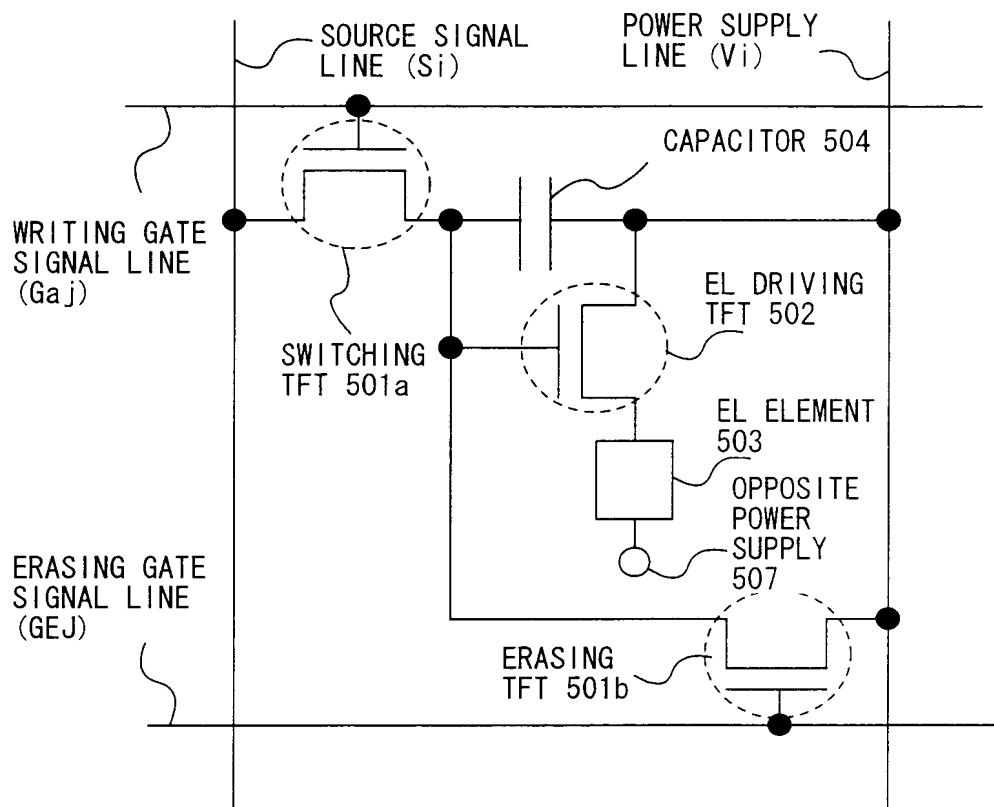 SOURCE SIGNAL
LINE (Si)
POWER SUPPLY
LINE (Vi)
CAPACITOR 504
WRITING GATE
SIGNAL LINE
(Gaj)
EL DRIVING
TFT 502
SWITCHING
TFT 501a
EL ELEMENT
503
OPPOSITE
POWER
SUPPLY
507
ERASING GATE
SIGNAL LINE
(GEJ)
ERASING
TFT 501b